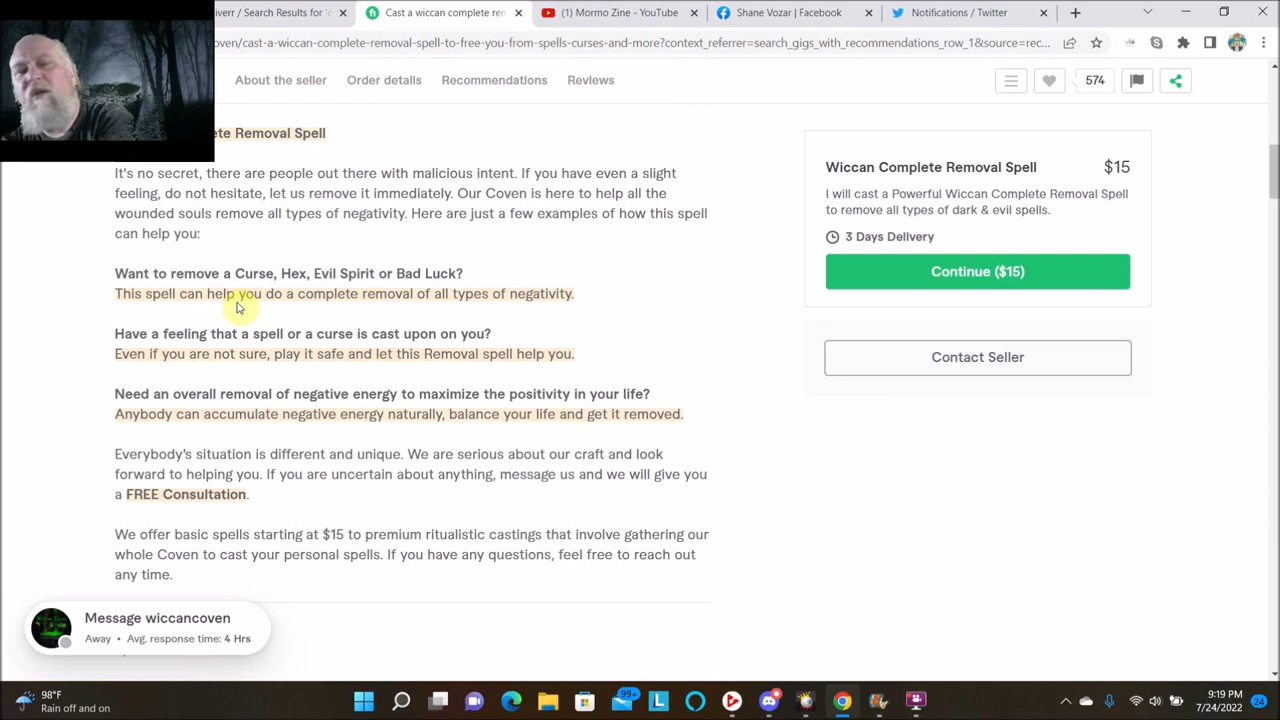 iverr / Search Results for 'c
Cast a wiccan complete rem
(1) Mormo Zine - YouTube
Shane Vozar | Facebook
Notifications / Twitter
oven/cast-a-wiccan-complete-removal-spell-to-free-you-from-spells-curses-and-more?context_referrer=search_gigs_with_recommendations_row_1&source=rec...
About the seller
Order details
Recommendations
Reviews
574
ete Removal Spell
It's no secret, there are people out there with malicious intent. If you have even a slight
feeling, do not hesitate, let us remove it immediately. Our Coven is here to help all the
wounded souls remove all types of negativity. Here are just a few examples of how this spell
can help you:
Want to remove a Curse, Hex, Evil Spirit or Bad Luck?
This spell can help you do a complete removal of all types of negativity.
Have a feeling that a spell or a curse is cast upon on you?
Even if you are not sure, play it safe and let this Removal spell help you.
Need an overall removal of negative energy to maximize the positivity in your life?
Anybody can accumulate negative energy naturally, balance your life and get it removed.
Everybody's situation is different and unique. We are serious about our craft and look
forward to helping you. If you are uncertain about anything, message us and we will give you
a FREE Consultation.
We offer basic spells starting at $15 to premium ritualistic castings that involve gathering our
whole Coven to cast your personal spells. If you have any questions, feel free to reach out
any time.
Wiccan Complete Removal Spell $15
I will cast a Powerful Wiccan Complete Removal Spell
to remove all types of dark & evil spells.
3 Days Delivery
Continue ($15)
Contact Seller
Message wiccancoven
Away • Avg. response time: 4 Hrs
98°F
Rain off and on
99+
L
9:19 PM
7/24/2022
24